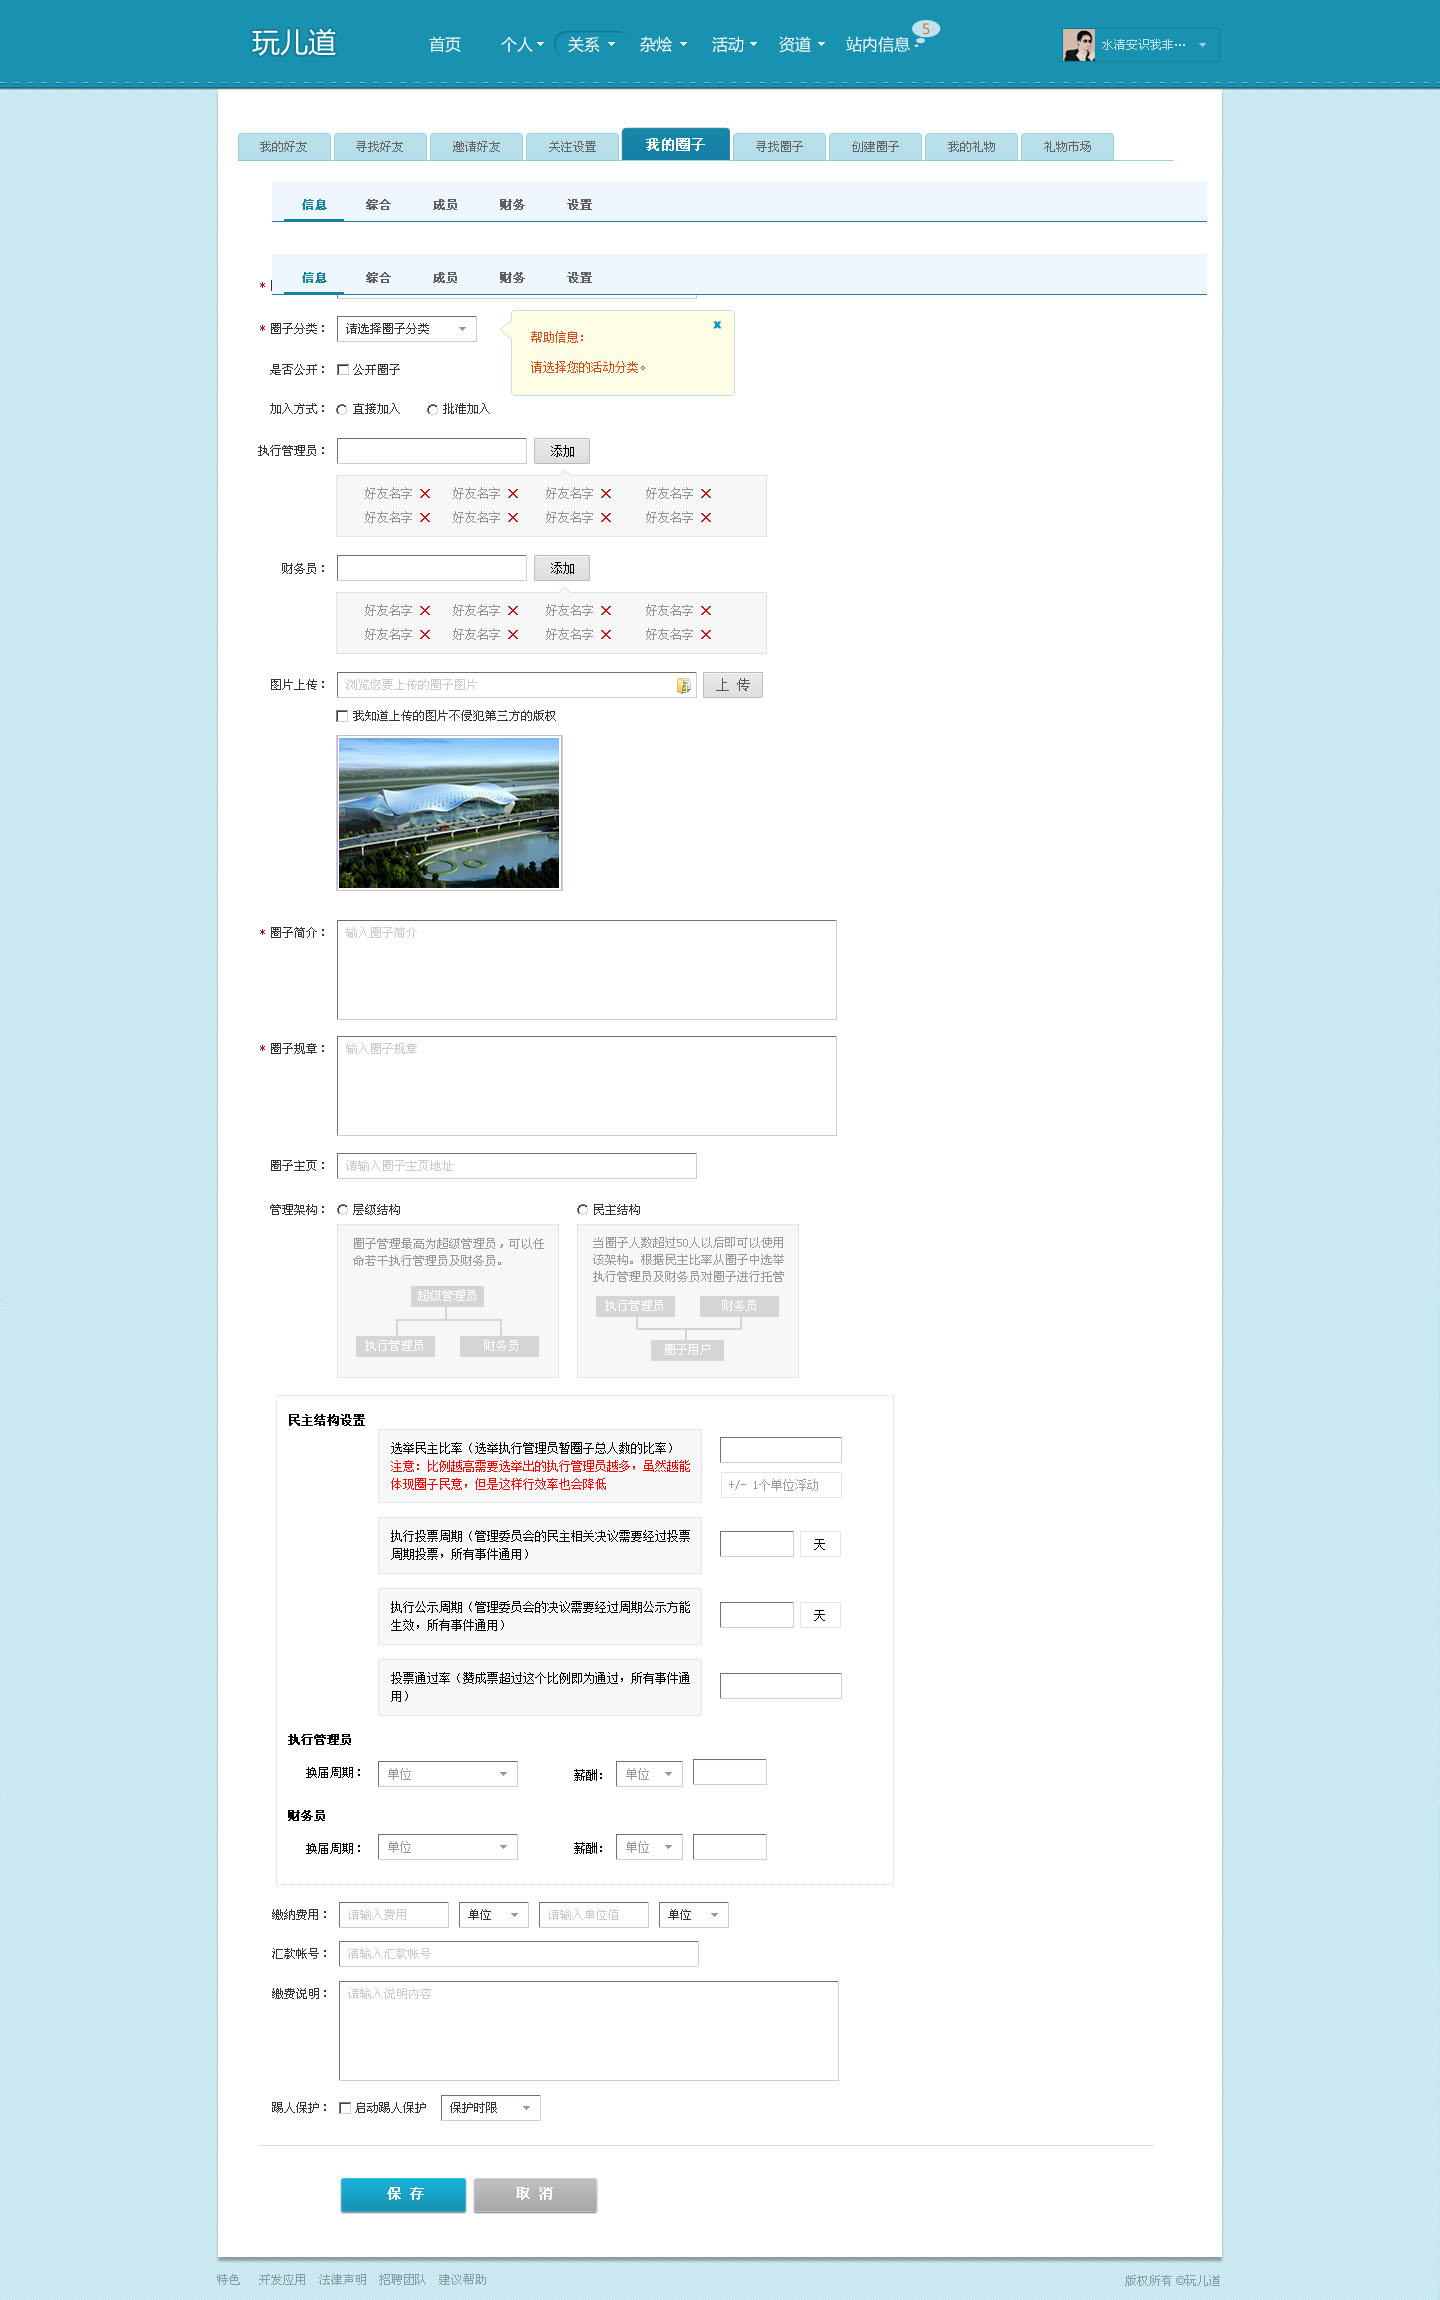 玩儿道 首页 个人 关系 杂烩 活动 资道 站内信息 5 水清安识我非…
我的好友 寻找好友 邀请好友 关注设置 我的圈子 寻找圈子 创建圈子 我的礼物 礼物市场
信息 综合 成员 财务 设置
信息 综合 成员 财务 设置
*
* 圈子分类： 请选择圈子分类
帮助信息：
x
请选择您的活动分类。
是否公开： 公开圈子
加入方式： 直接加入 批准加入
执行管理员： 添加
好友名字 好友名字 好友名字 好友名字
好友名字 好友名字 好友名字 好友名字
财务员： 添加
好友名字 好友名字 好友名字 好友名字
好友名字 好友名字 好友名字 好友名字
图片上传： 浏览您要上传的圈子图片 上 传
我知道上传的图片不侵犯第三方的版权
* 圈子简介： 输入圈子简介
* 圈子规章： 输入圈子规章
圈子主页： 请输入圈子主页地址
管理架构： 层级结构 民主结构
圈子管理最高为超级管理员，可以任
命若干执行管理员及财务员。
超级管理员
执行管理员 财务员
当圈子人数超过50人以后即可以使用
该架构。根据民主比率从圈子中选举
执行管理员及财务员对圈子进行托管
执行管理员 财务员
圈子用户
民主结构设置
选举民主比率（选举执行管理员暂圈子总人数的比率）
注意：比例越高需要选举出的执行管理员越多，虽然越能
体现圈子民意，但是这样行效率也会降低
+/- 1个单位浮动
执行投票周期（管理委员会的民主相关决议需要经过投票
周期投票，所有事件通用）
天
执行公示周期（管理委员会的决议需要经过周期公示方能
生效，所有事件通用）
天
投票通过率（赞成票超过这个比例即为通过，所有事件通
用）
执行管理员
换届周期： 单位 薪酬： 单位
财务员
换届周期： 单位 薪酬： 单位
缴纳费用： 请输入费用 单位 请输入单位值 单位
汇款帐号： 请输入汇款帐号
缴费说明： 请输入说明内容
踢人保护： 启动踢人保护 保护时限
保 存 取 消
特色 开发应用 法律声明 招聘团队 建议帮助 版权所有 ©玩儿道